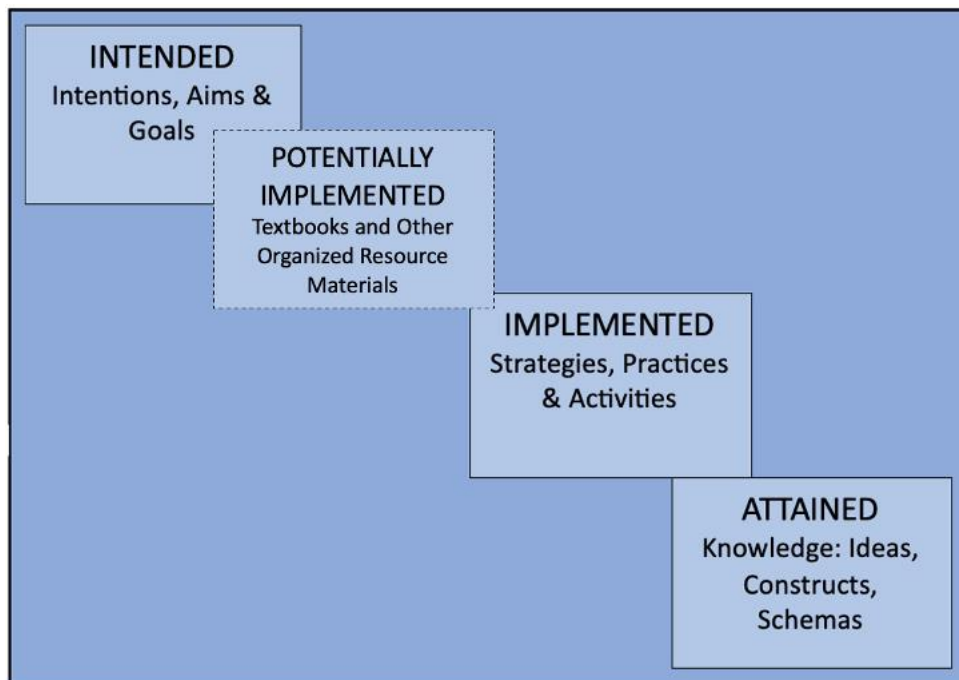 INTENDED
Intentions, Aims &
Goals
POTENTIALLY
IMPLEMENTED
Textbooks and Other
Organized Resource
Materials
IMPLEMENTED
Strategies, Practices
& Activities
ATTAINED
Knowledge: Ideas,
Constructs,
Schemas